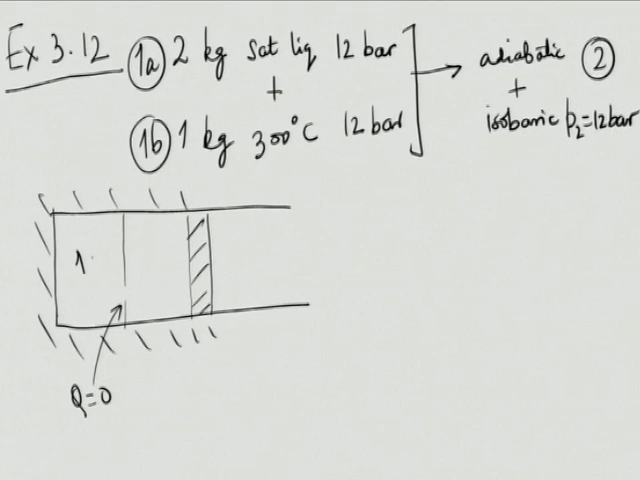 Ex 3.12 (1a) 2 kg sat liq 12 bar → adiabatic (2)
+ +
(1b) 1 kg 300°C 12 bar isobaric p₂=12bar
1
Q=0